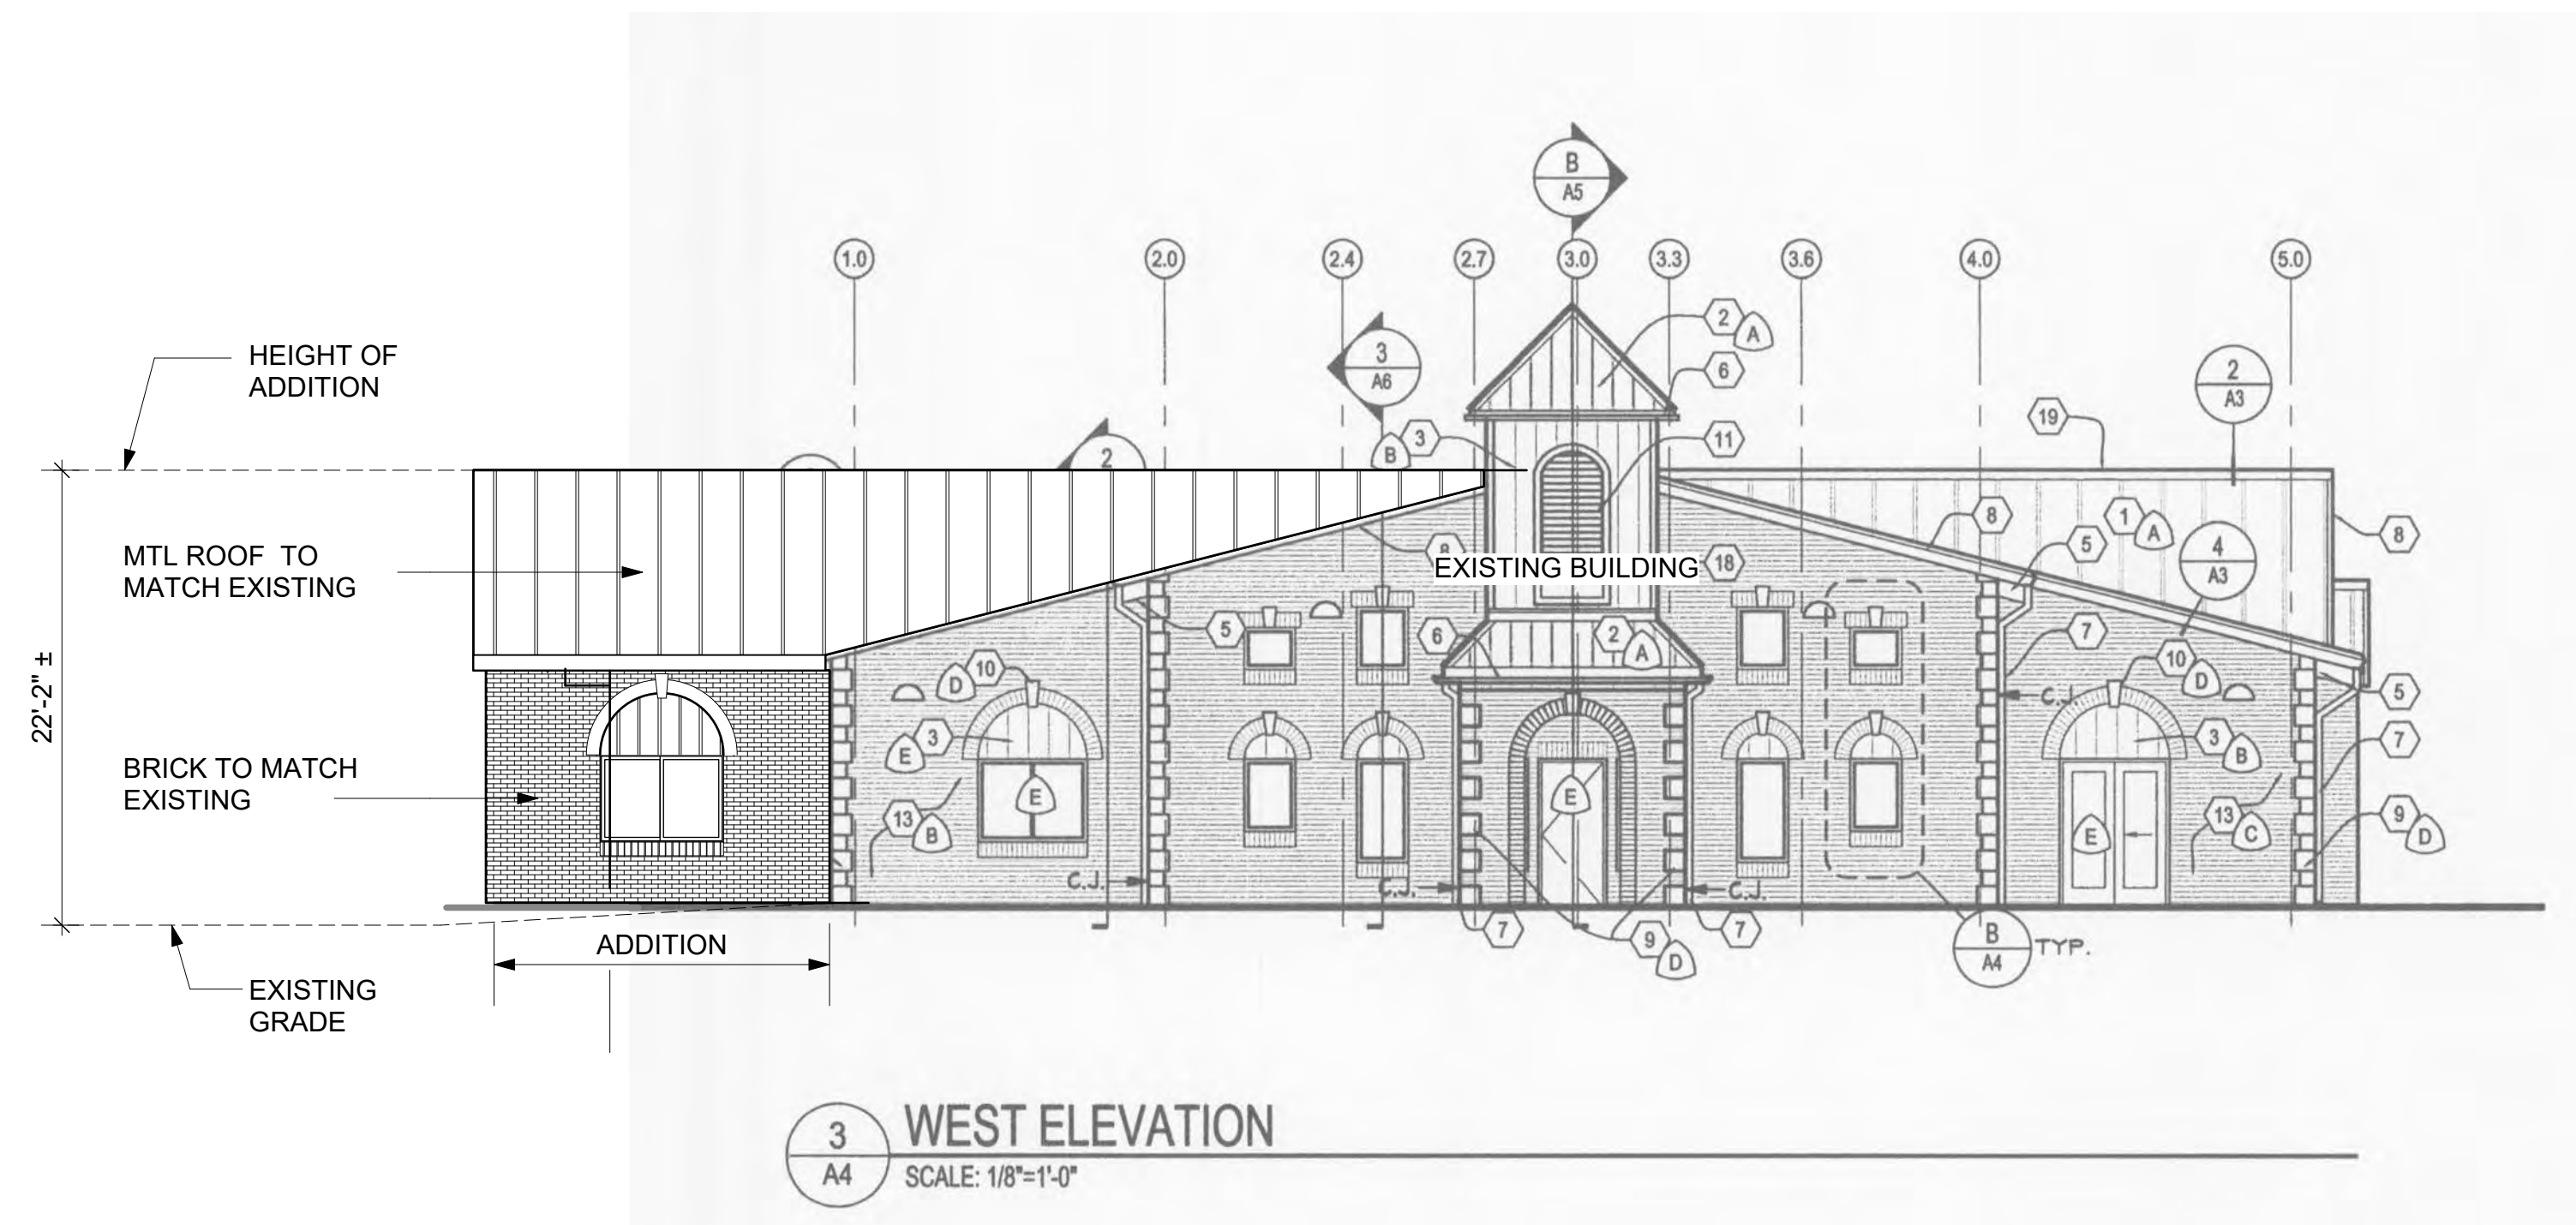 B
A5
1.0
2.0
2.4
2.7
3.0
3.3
3.6
4.0
5.0
HEIGHT OF
ADDITION
3
A6
2
A
6
2
A3
19
B
3
11
2
22'-2" ±
MTL ROOF  TO
MATCH EXISTING
8
8
1
A
5
4
A3
8
8
EXISTING BUILDING
18
5
6
2
A
7
D
10
10
D
C.J.
5
E
3
3
B
7
BRICK TO MATCH
EXISTING
E
E
E
13
B
13
C
9
D
C.J.
C.J.
C.J.
7
9
D
7
B
A4
TYP.
ADDITION
EXISTING
GRADE
3
A4
WEST ELEVATION
SCALE: 1/8"=1'-0"